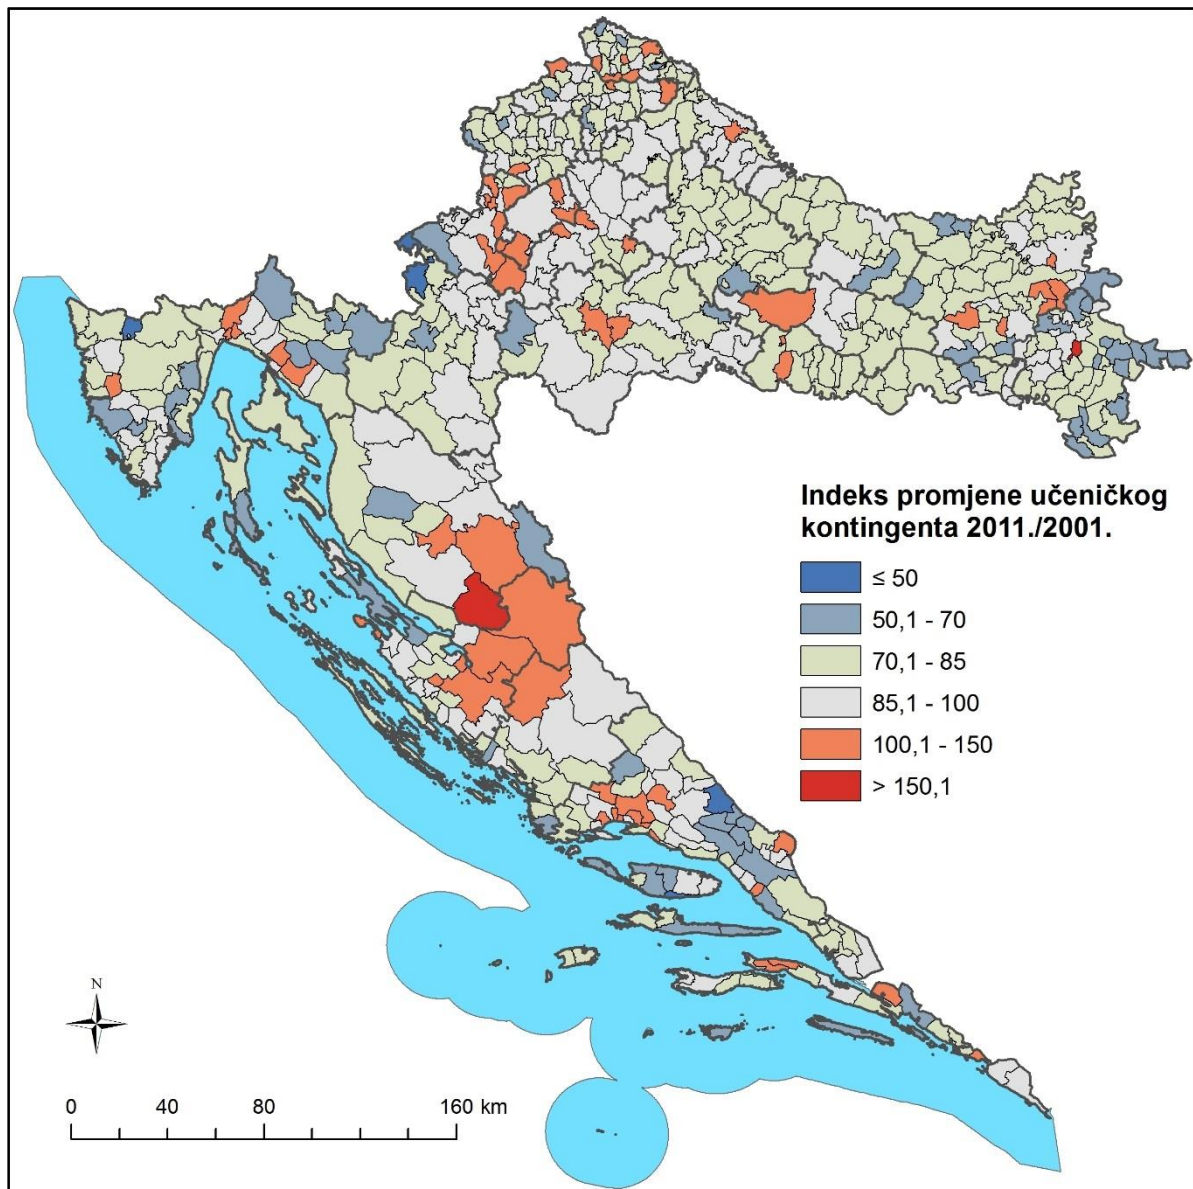 Indeks promjene učeničkog
kontingenta 2011./2001.
≤ 50
50,1 - 70
70,1 - 85
85,1 - 100
100,1 - 150
> 150,1
N
0 40 80 160 km